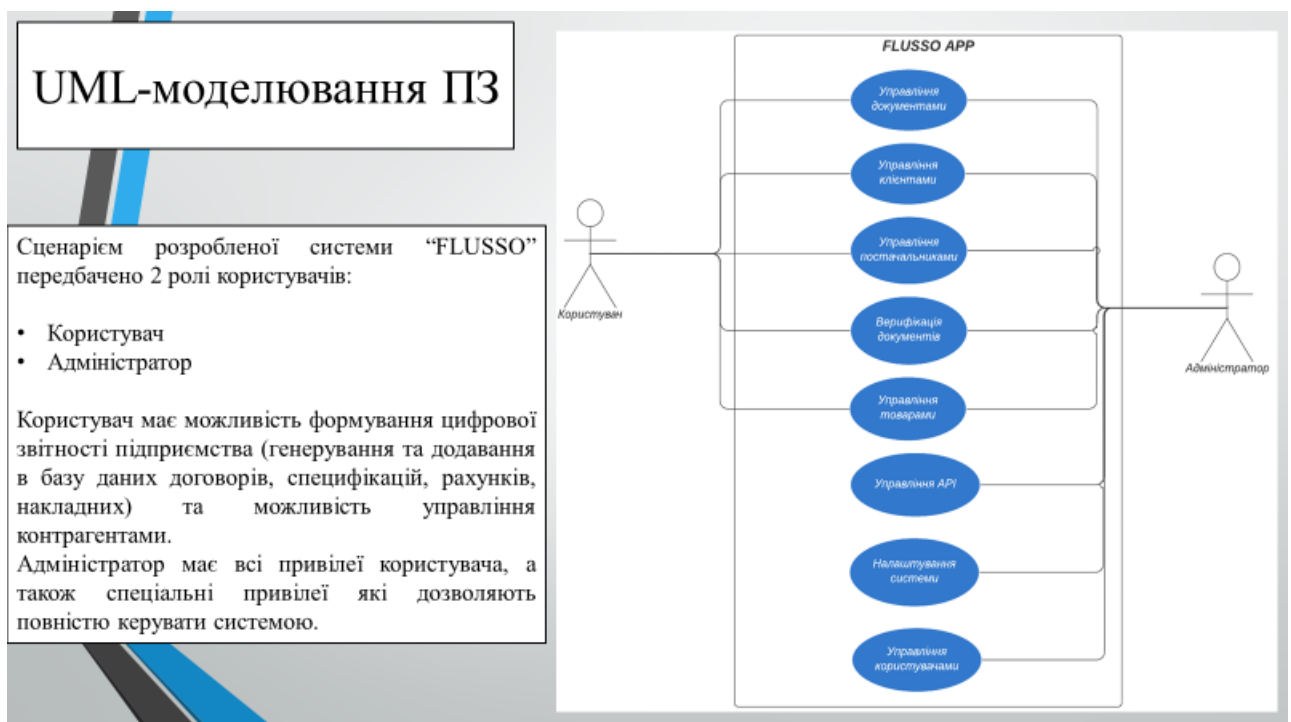 UML-моделювання ПЗ
Сценарієм розробленої системи “FLUSSO”
передбачено 2 ролі користувачів:
• Користувач
• Адміністратор
Користувач має можливість формування цифрової
звітності підприємства (генерування та додавання
в базу даних договорів, специфікацій, рахунків,
накладних) та можливість управління
контрагентами.
Адміністратор має всі привілеї користувача, а
також спеціальні привілеї які дозволяють
повністю керувати системою.
FLUSSO APP
Управління
документами
Управління
клієнтами
Управління
постачальниками
Верифікація
документів
Управління
товарами
Управління API
Налаштування
системи
Управління
користувачами
Користувач
Адміністратор